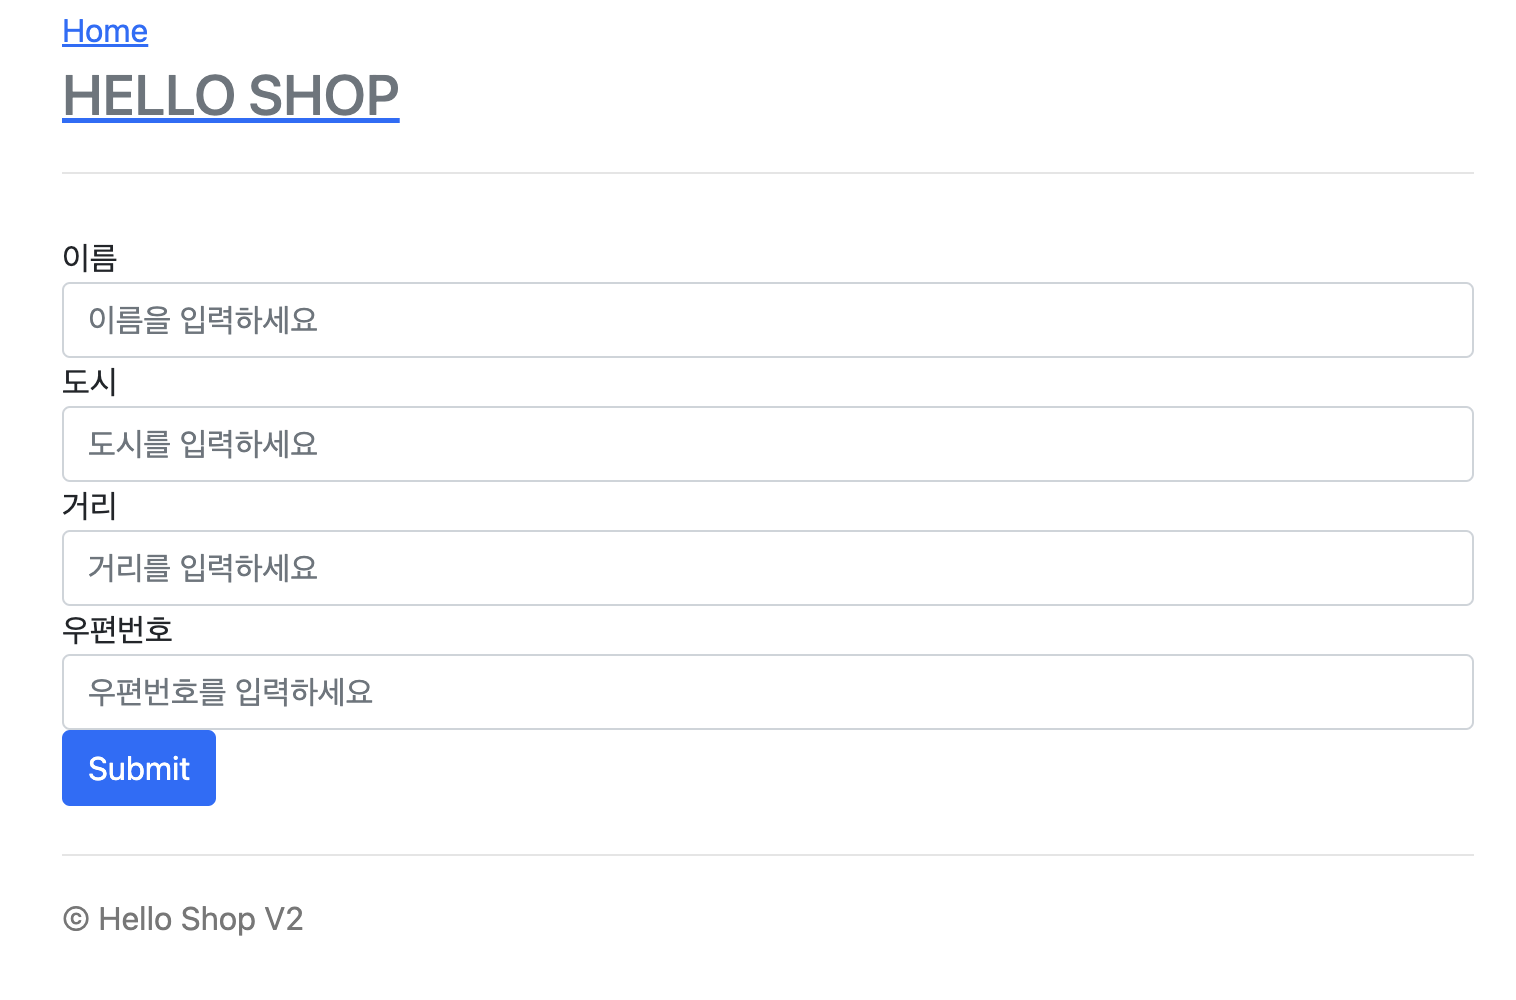 Home
HELLO SHOP
이름
이름을 입력하세요
도시
도시를 입력하세요
거리
거리를 입력하세요
우편번호
우편번호를 입력하세요
Submit
© Hello Shop V2